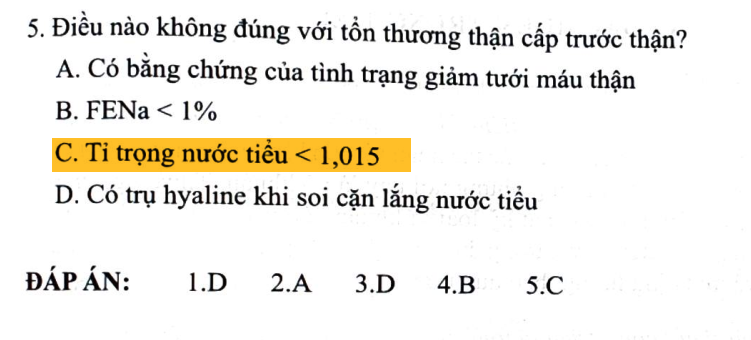 5. Điều nào không đúng với tổn thương thận cấp trước thận?
A. Có bằng chứng của tình trạng giảm tưới máu thận
B. FENa < 1%
C. Tỉ trọng nước tiểu < 1,015
D. Có trụ hyaline khi soi cặn lắng nước tiểu
ĐÁP ÁN: 1.D 2.A 3.D 4.B 5.C